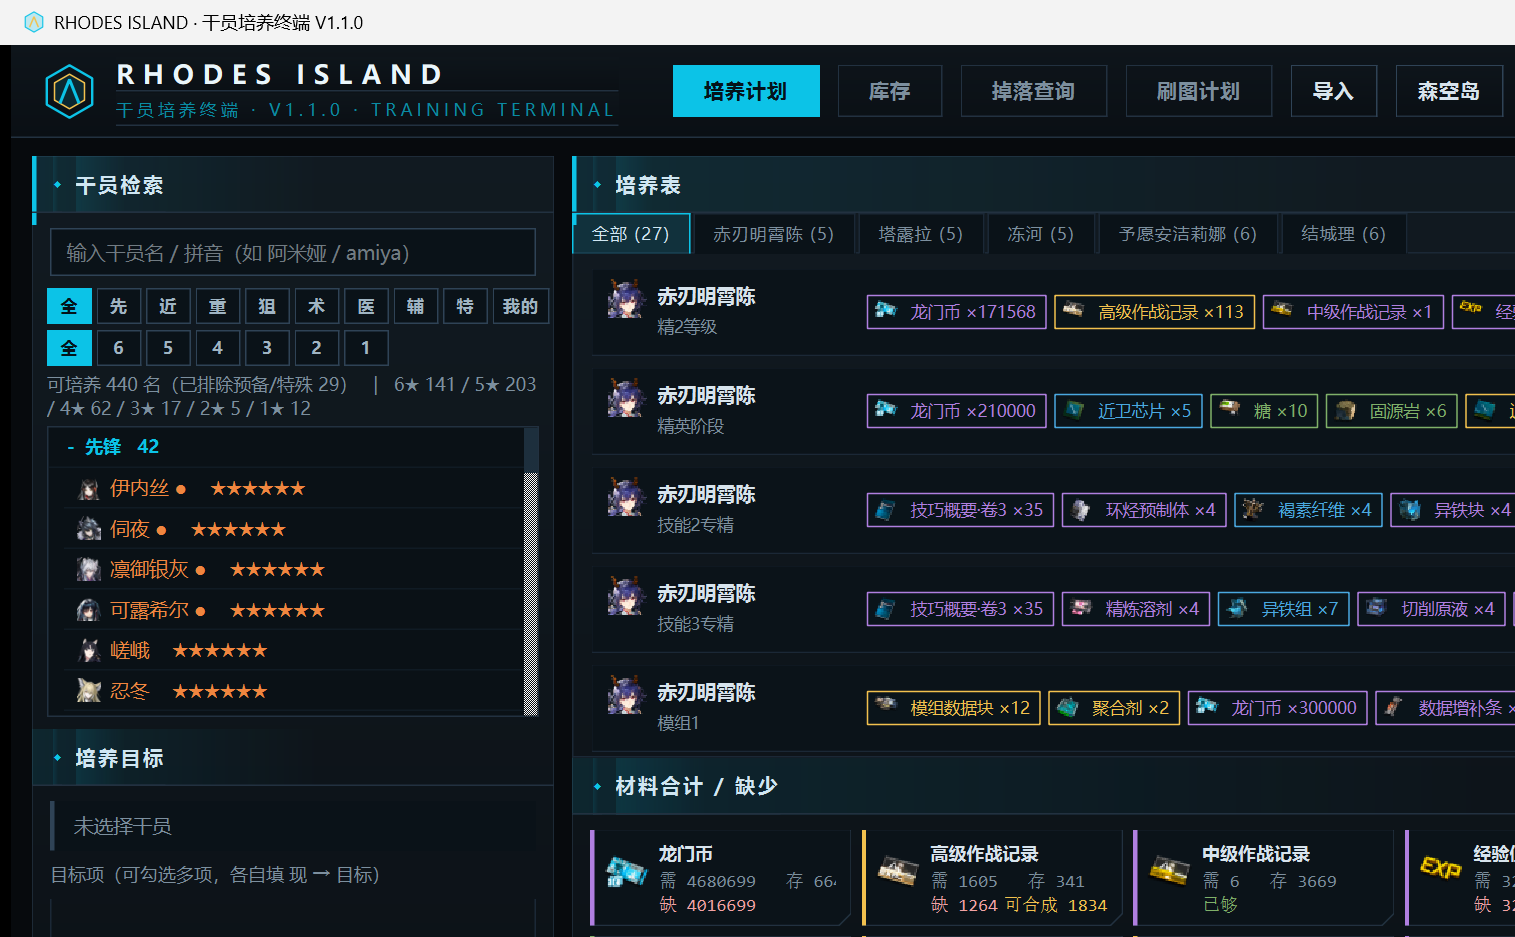 RHODES ISLAND · 干员培养终端 V1.1.0
RHODES ISLAND
干员培养终端 · V1.1.0 · TRAINING TERMINAL
培养计划 库存 掉落查询 刷图计划 导入 森空岛
干员检索
输入干员名 / 拼音（如 阿米娅 / amiya）
全 先 近 重 狙 术 医 辅 特 我的
全 6 5 4 3 2 1
可培养 440 名（已排除预备/特殊 29） | 6★ 141 / 5★ 203
/ 4★ 62 / 3★ 17 / 2★ 5 / 1★ 12
- 先锋 42
伊内丝 ● ★★★★★★
伺夜 ● ★★★★★★
凛御银灰 ● ★★★★★★
可露希尔 ● ★★★★★★
嵯峨 ★★★★★★
忍冬 ★★★★★★
培养目标
未选择干员
目标项（可勾选多项，各自填 现 → 目标）
培养表
全部 (27) 赤刃明霄陈 (5) 塔露拉 (5) 冻河 (5) 予愿安洁莉娜 (6) 结城理 (6)
赤刃明霄陈
精2等级
龙门币 ×171568 高级作战记录 ×113 中级作战记录 ×1
赤刃明霄陈
精英阶段
龙门币 ×210000 近卫芯片 ×5 糖 ×10 固源岩 ×6
赤刃明霄陈
技能2专精
技巧概要·卷3 ×35 环烃预制体 ×4 褐素纤维 ×4 异铁块 ×4
赤刃明霄陈
技能3专精
技巧概要·卷3 ×35 精炼溶剂 ×4 异铁组 ×7 切削原液 ×4
赤刃明霄陈
模组1
模组数据块 ×12 聚合剂 ×2 龙门币 ×300000 数据增补条
材料合计 / 缺少
龙门币
需 4680699 存 664
缺 4016699
高级作战记录
需 1605 存 341
缺 1264 可合成 1834
中级作战记录
需 6 存 3669
已够
EXP
需
缺